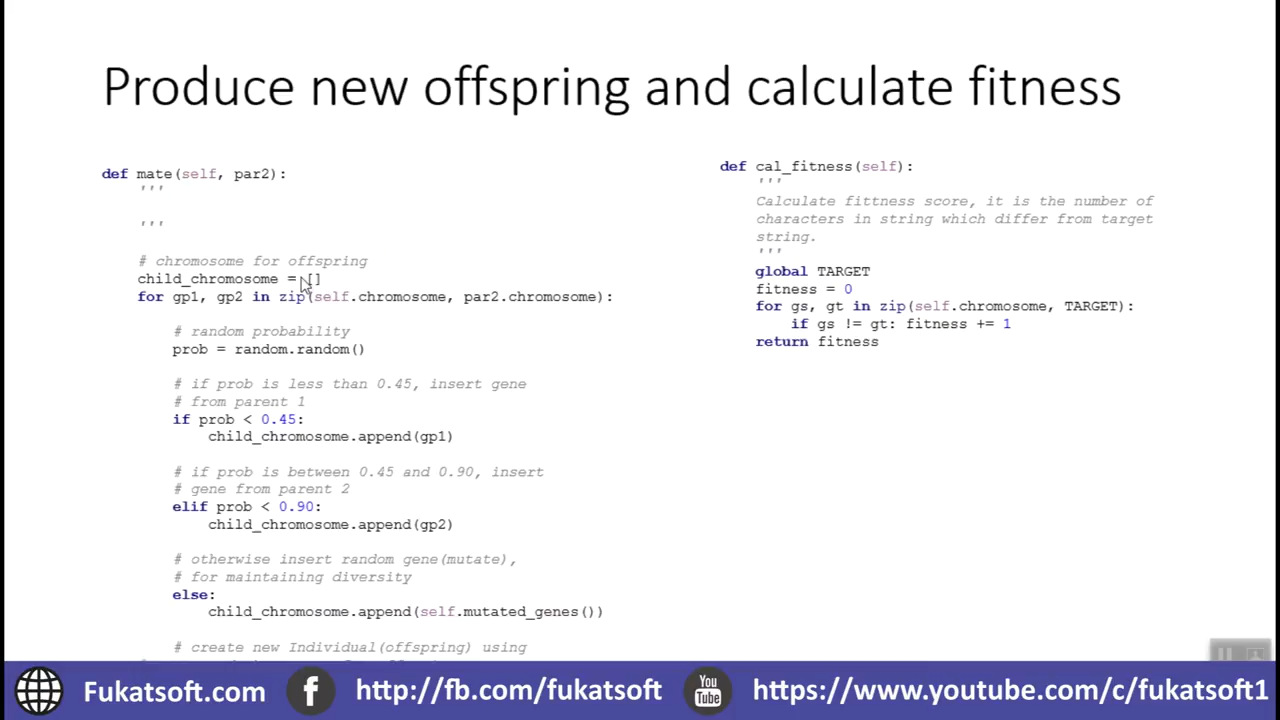 Produce new offspring and calculate fitness
def mate(self, par2):
'''
'''
# chromosome for offspring
child_chromosome = []
for gp1, gp2 in zip(self.chromosome, par2.chromosome):
# random probability
prob = random.random()
# if prob is less than 0.45, insert gene
# from parent 1
if prob < 0.45:
child_chromosome.append(gp1)
# if prob is between 0.45 and 0.90, insert
# gene from parent 2
elif prob < 0.90:
child_chromosome.append(gp2)
# otherwise insert random gene(mutate),
# for maintaining diversity
else:
child_chromosome.append(self.mutated_genes())
# create new Individual(offspring) using
def cal_fitness(self):
'''
Calculate fittness score, it is the number of
characters in string which differ from target
string.
'''
global TARGET
fitness = 0
for gs, gt in zip(self.chromosome, TARGET):
if gs != gt: fitness += 1
return fitness
Fukatsoft.com
f
http://fb.com/fukatsoft
You
Tube
https://www.youtube.com/c/fukatsoft1